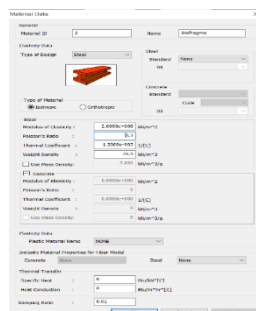 Material Data
General
Material ID 2 Name Diafragma
Elasticity Data
Type of Design Steel
Steel
Standard None
DB
Concrete
Standard
Code
DB
Type of Material
Isotropic Orthotropic
Steel
Modulus of Elasticity : 2.0000e+008 kN/m^2
Poisson's Ratio : 0.3
Thermal Coefficient : 1.2000e-005 1/[C]
Weight Density : kN/m^3
Use Mass Density: kN/m^3/g
Concrete
Modulus of Elasticity : 0.0000e+000 kN/m^2
Poisson's Ratio : 0
Thermal Coefficient : 0.0000e+000 1/[C]
Weight Density : 0 kN/m^3
Use Mass Density: 0 kN/m^3/g
Plasticity Data
Plastic Material Name NONE
Inelastic Material Properties for Fiber Model
Concrete None Steel None
Thermal Transfer
Specific Heat : 0
Heat Conduction : 0
Damping Ratio : 0.02